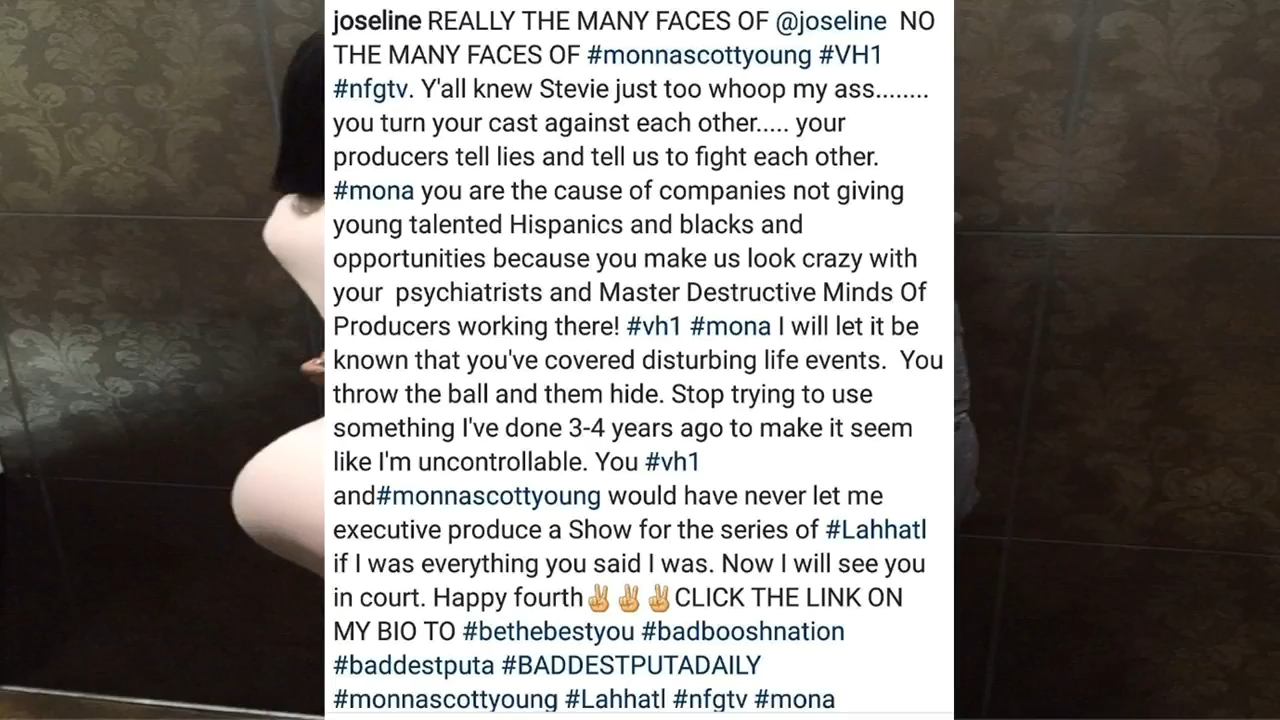 joseline REALLY THE MANY FACES OF @joseline NO
THE MANY FACES OF #monnascottyoung #VH1
#nfgtv. Y'all knew Stevie just too whoop my ass........
you turn your cast against each other..... your
producers tell lies and tell us to fight each other.
#mona you are the cause of companies not giving
young talented Hispanics and blacks and
opportunities because you make us look crazy with
your psychiatrists and Master Destructive Minds Of
Producers working there! #vh1 #mona I will let it be
known that you've covered disturbing life events. You
throw the ball and them hide. Stop trying to use
something I've done 3-4 years ago to make it seem
like I'm uncontrollable. You #vh1
and#monnascottyoung would have never let me
executive produce a Show for the series of #Lahhatl
if I was everything you said I was. Now I will see you
in court. Happy fourth✌🏼✌🏼✌🏼CLICK THE LINK ON
MY BIO TO #bethebestyou #badbooshnation
#baddestputa #BADDESTPUTADAILY
#monnascottyoung #Lahhatl #nfgtv #mona